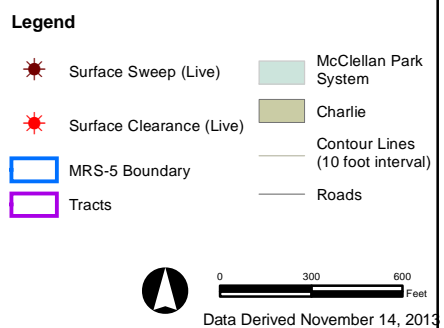 Legend
Surface Sweep (Live)
Surface Clearance (Live)
MRS-5 Boundary
Tracts
McClellan Park
System
Charlie
Contour Lines
(10 foot interval)
Roads
0 300 600
Feet
Data Derived November 14, 2013